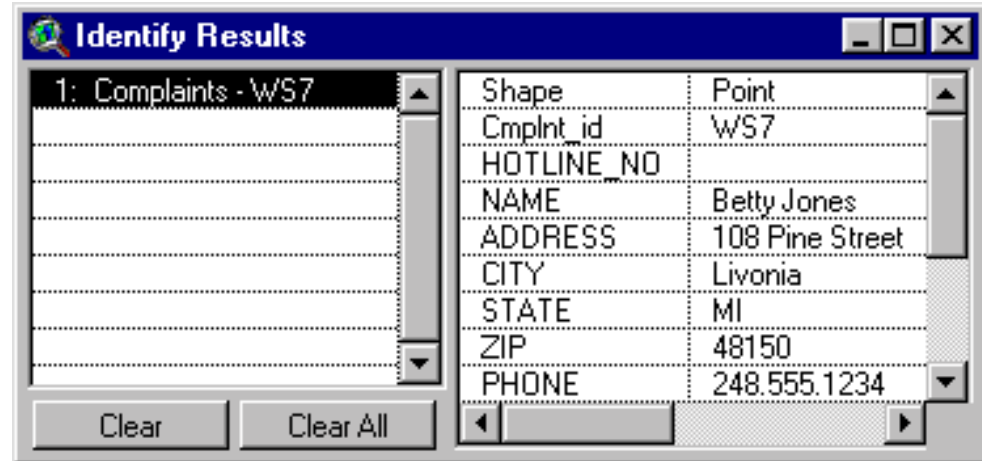 Identify Results
1: Complaints - WS7
Shape Point
Cmplnt_id WS7
HOTLINE_NO
NAME Betty Jones
ADDRESS 108 Pine Street
CITY Livonia
STATE MI
ZIP 48150
PHONE 248.555.1234
Clear Clear All